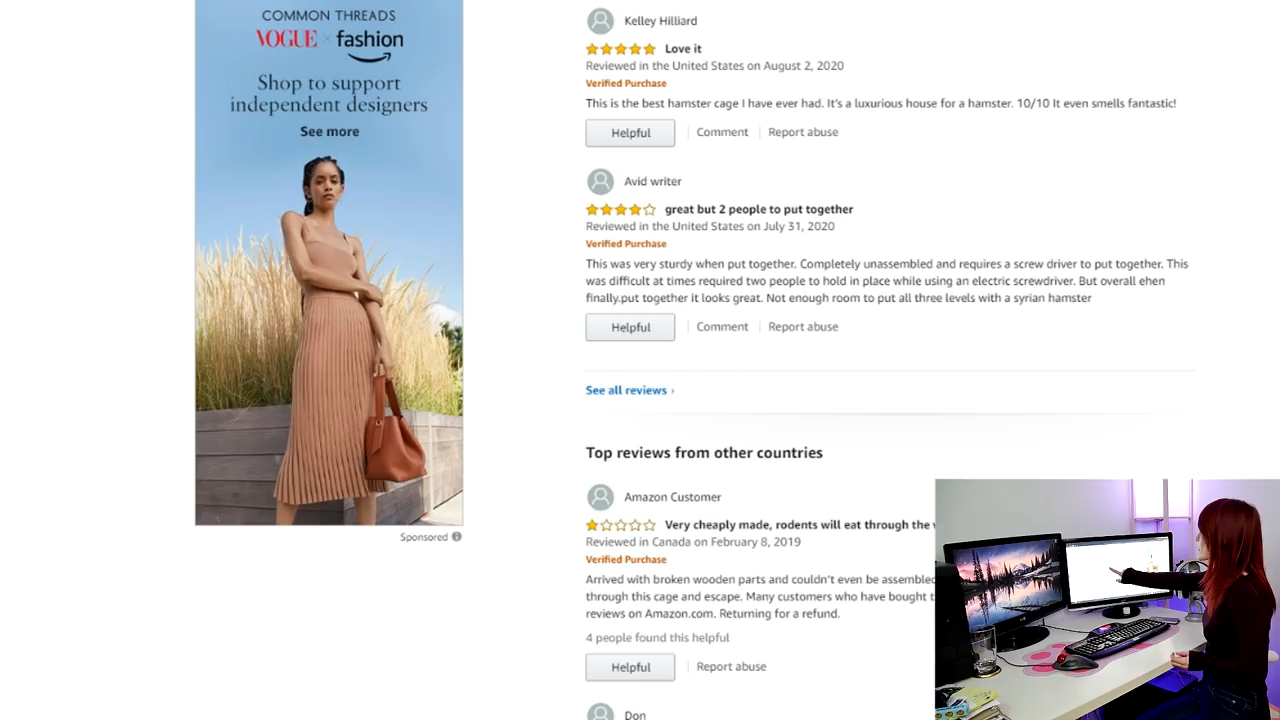 COMMON THREADS
VOGUE × fashion
Shop to support
independent designers
See more
Sponsored
Kelley Hilliard
Love it
Reviewed in the United States on August 2, 2020
Verified Purchase
This is the best hamster cage I have ever had. It's a luxurious house for a hamster. 10/10 It even smells fantastic!
Helpful | Comment | Report abuse
Avid writer
great but 2 people to put together
Reviewed in the United States on July 31, 2020
Verified Purchase
This was very sturdy when put together. Completely unassembled and requires a screw driver to put together. This
was difficult at times required two people to hold in place while using an electric screwdriver. But overall ehen
finally.put together it looks great. Not enough room to put all three levels with a syrian hamster
Helpful | Comment | Report abuse
See all reviews ›
Top reviews from other countries
Amazon Customer
Very cheaply made, rodents will eat through the
Reviewed in Canada on February 8, 2019
Verified Purchase
Arrived with broken wooden parts and couldn't even be assembled
through this cage and escape. Many customers who have bought
reviews on Amazon.com. Returning for a refund.
4 people found this helpful
Helpful | Report abuse
Don